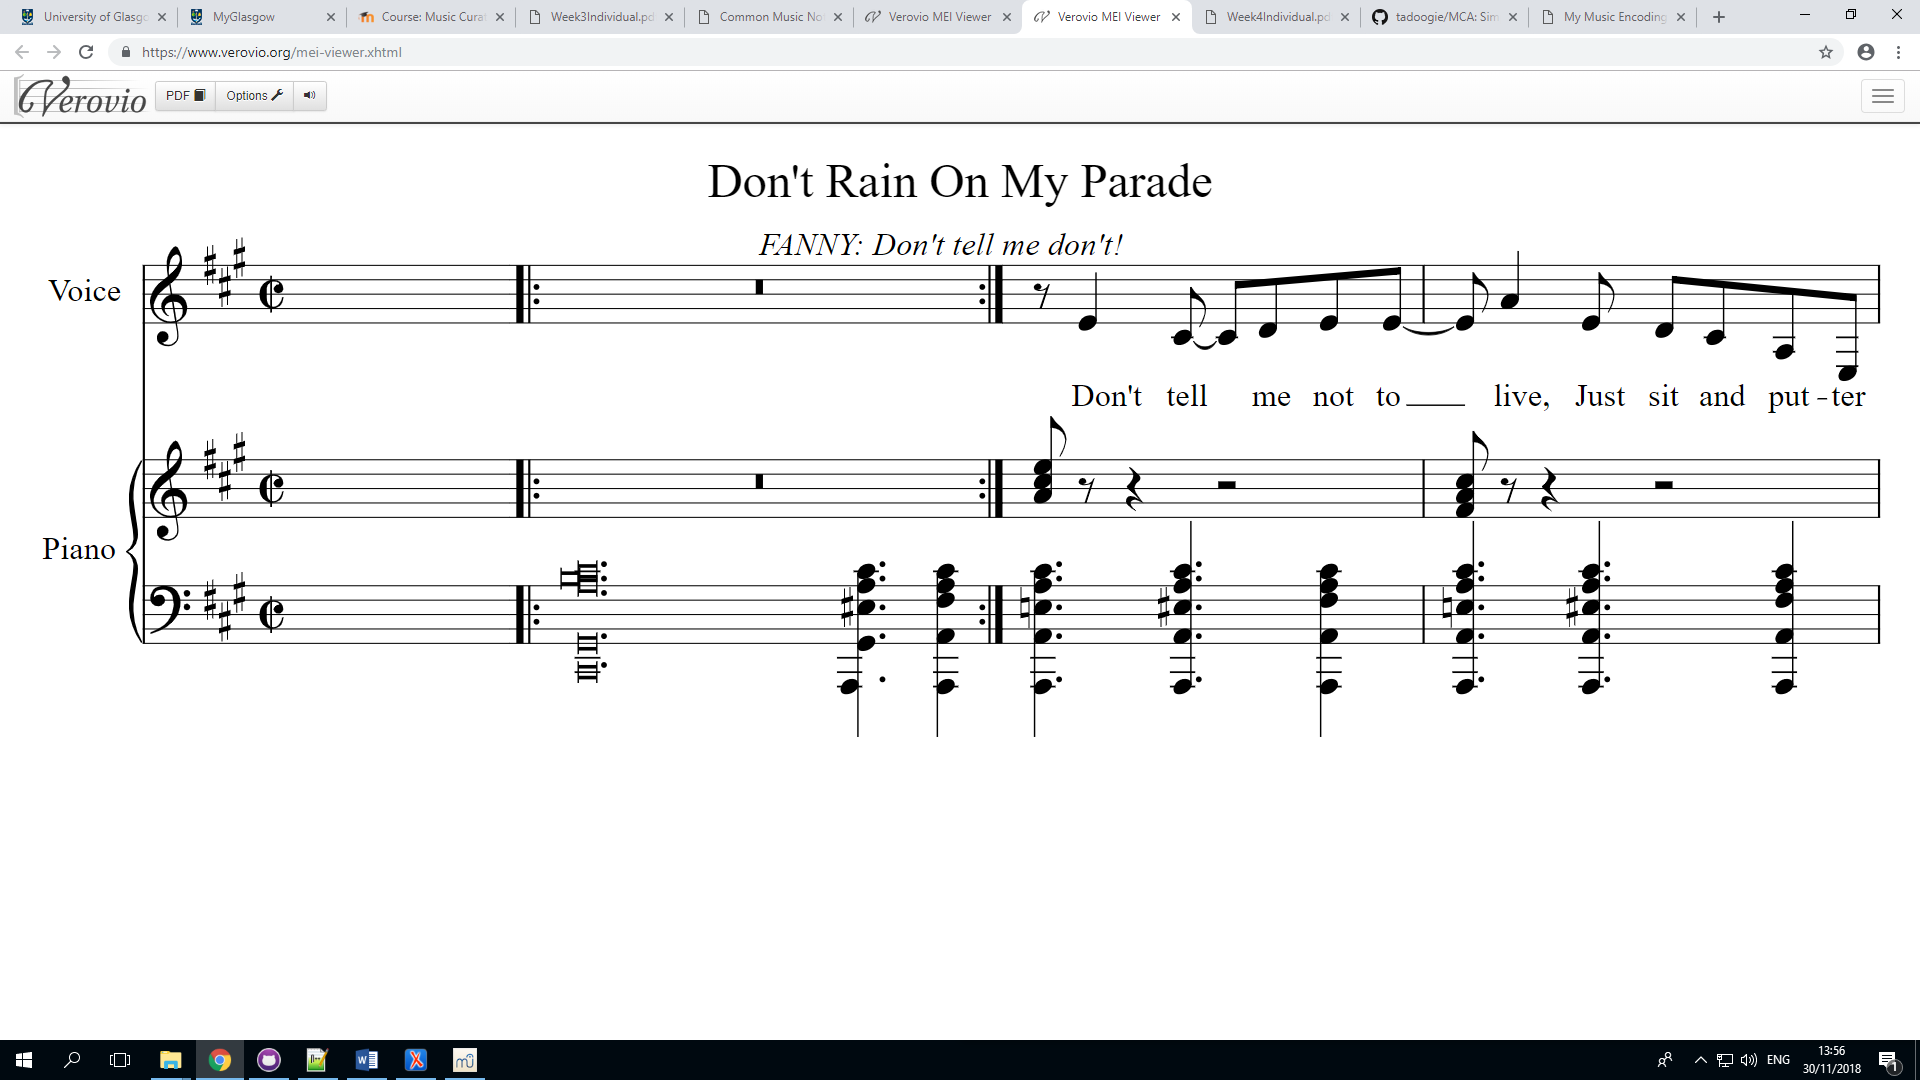 University of Glasgo
MyGlasgow
Course: Music Curat
Week3Individual.pd
Common Music No
Verovio MEI Viewer
Verovio MEI Viewer
Week4Individual.pd
tadoogie/MCA: Sim
My Music Encoding
https://www.verovio.org/mei-viewer.xhtml
Verovio
PDF
Options
Don't Rain On My Parade
FANNY: Don't tell me don't!
Voice
Don't tell me not to live, Just sit and put-ter
Piano
ENG
13:56
30/11/2018
1